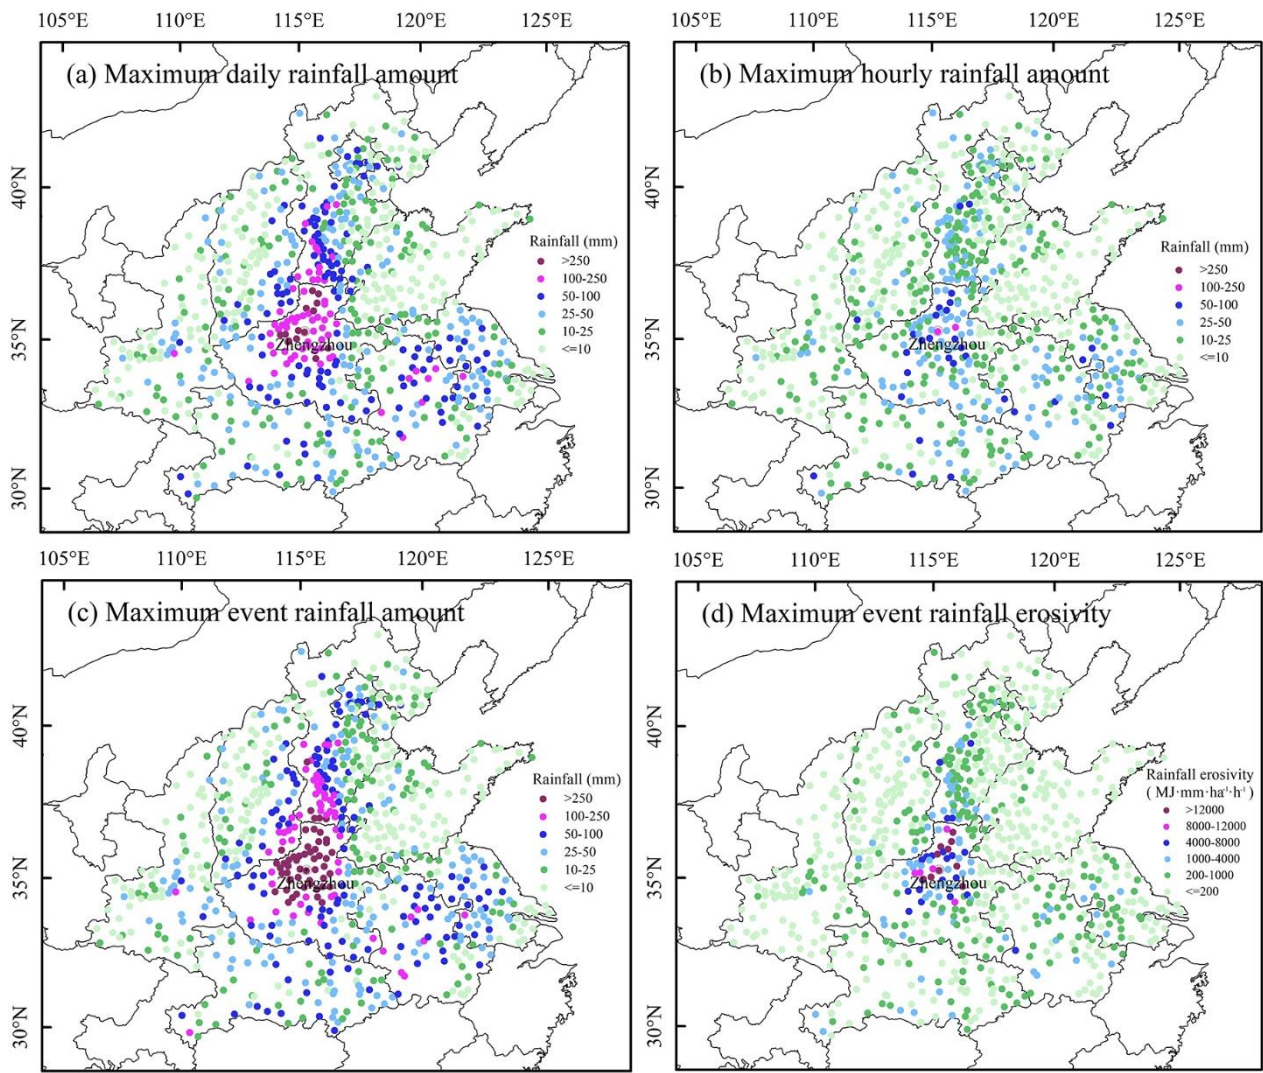 105°E 110°E 115°E 120°E 125°E
(a) Maximum daily rainfall amount
40°N
35°N
30°N
Rainfall (mm)
>250
100-250
50-100
25-50
10-25
<=10
Zhengzhou
105°E 110°E 115°E 120°E 125°E
(b) Maximum hourly rainfall amount
40°N
35°N
30°N
Rainfall (mm)
>250
100-250
50-100
25-50
10-25
<=10
Zhengzhou
105°E 110°E 115°E 120°E 125°E
(c) Maximum event rainfall amount
40°N
35°N
30°N
Rainfall (mm)
>250
100-250
50-100
25-50
10-25
<=10
Zhengzhou
105°E 110°E 115°E 120°E 125°E
(d) Maximum event rainfall erosivity
40°N
35°N
30°N
Rainfall erosivity
( MJ·mm·ha⁻¹·h⁻¹ )
>12000
8000-12000
4000-8000
1000-4000
200-1000
<=200
Zhengzhou